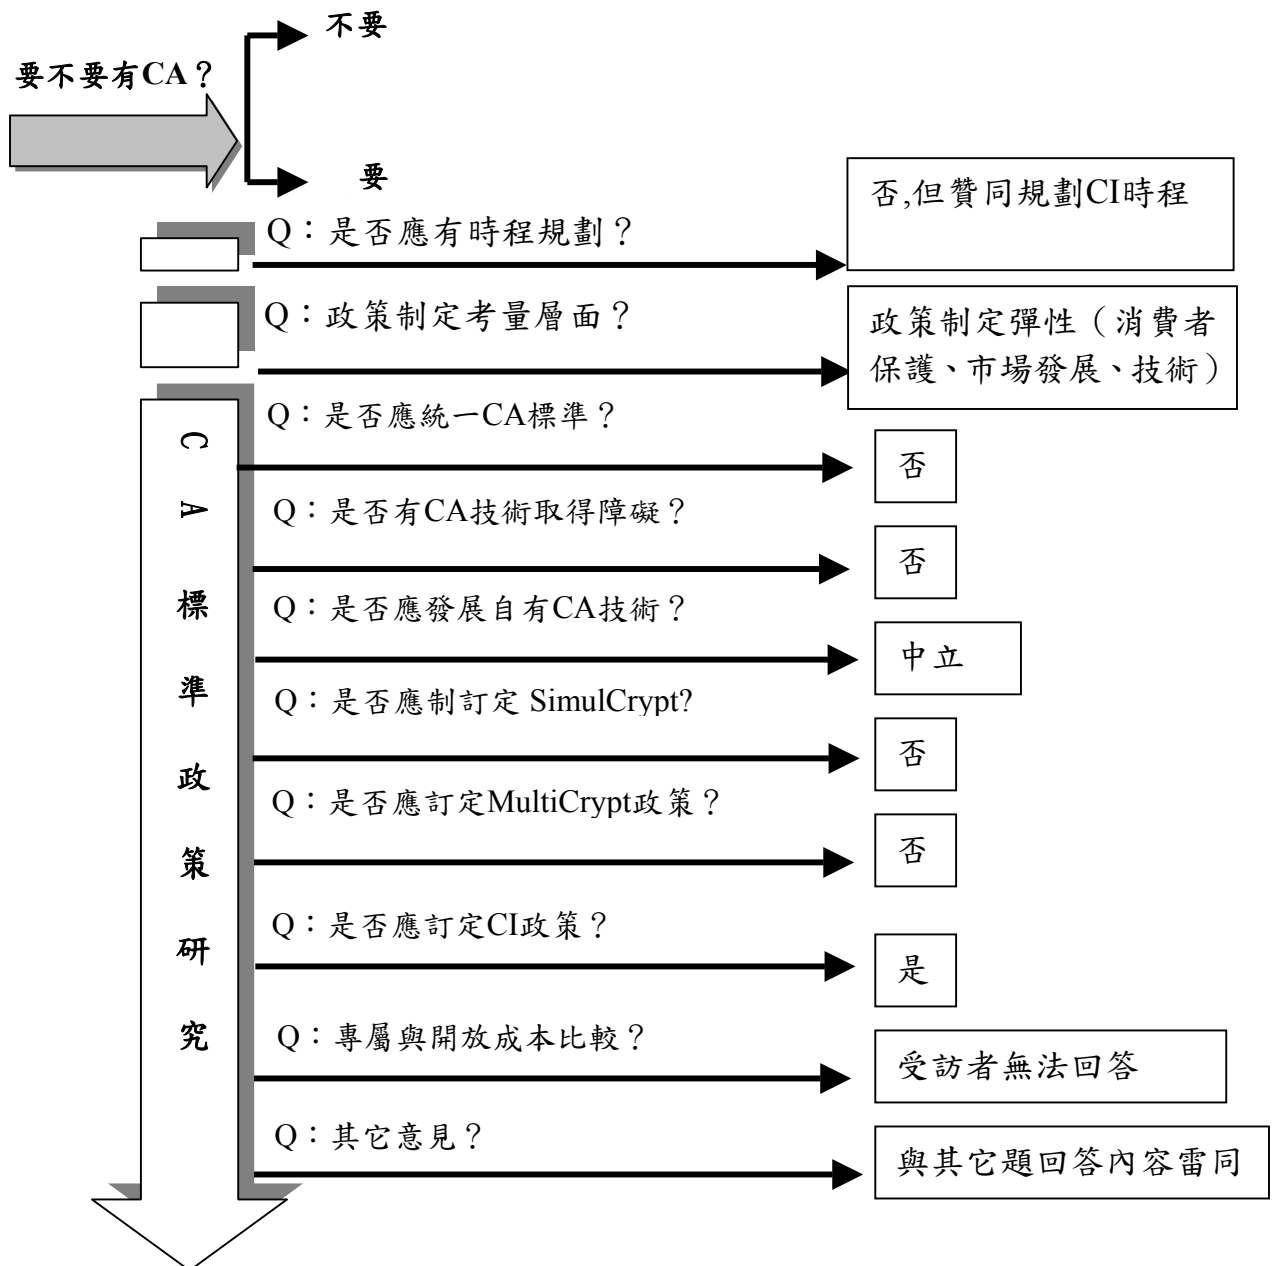 不要
要不要有CA？
要
Q：是否應有時程規劃？
否,但贊同規劃CI時程
Q：政策制定考量層面？
政策制定彈性（消費者
保護、市場發展、技術）
Q：是否應統一CA標準？
否
Q：是否有CA技術取得障礙？
否
Q：是否應發展自有CA技術？
中立
Q：是否應制訂定 SimulCrypt?
否
Q：是否應訂定MultiCrypt政策？
否
Q：是否應訂定CI政策？
是
Q：專屬與開放成本比較？
受訪者無法回答
Q：其它意見？
與其它題回答內容雷同
CA標準政策研究